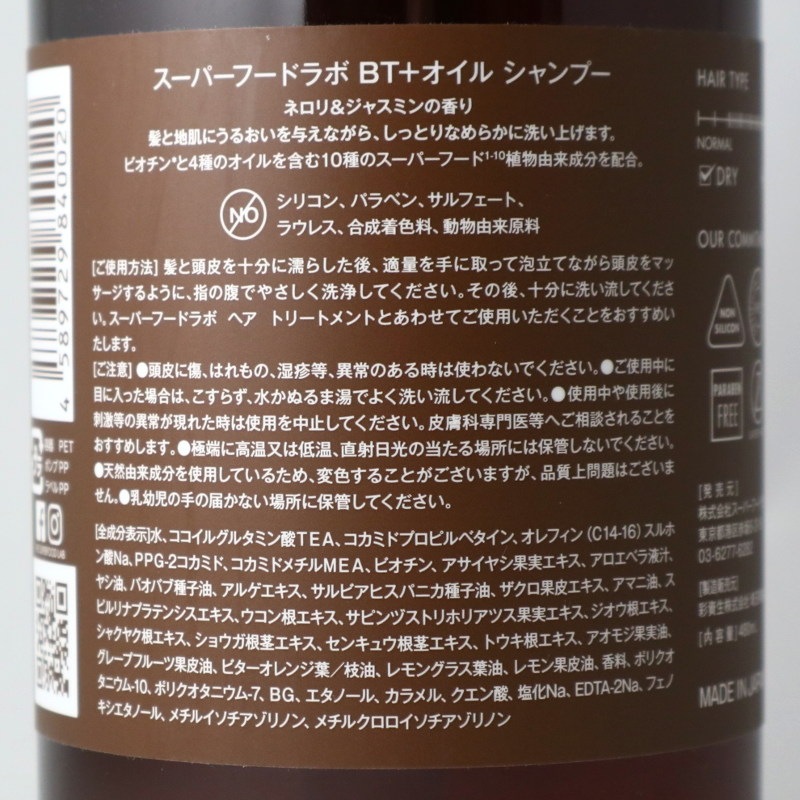 スーパーフードラボ BT+オイル シャンプー
ネロリ&ジャスミンの香り
髪と地肌にうるおいを与えながら、しっとりなめらかに洗い上げます。
ビオチン*と4種のオイルを含む10種のスーパーフード1-10植物由来成分を配合。
NO
シリコン、パラベン、サルフェート、
ラウレス、合成着色料、動物由来原料
[ご使用方法] 髪と頭皮を十分に濡らした後、適量を手に取って泡立てながら頭皮をマッ
サージするように、指の腹でやさしく洗浄してください。その後、十分に洗い流してくださ
い。スーパーフードラボ ヘア トリートメントとあわせてご使用いただくことをおすすめい
たします。
[ご注意] ●頭皮に傷、はれもの、湿疹等、異常のある時は使わないでください。●ご使用中に
目に入った場合は、こすらず、水かぬるま湯でよく洗い流してください。●使用中や使用後に
刺激等の異常が現れた時は使用を中止してください。皮膚科専門医等へご相談されることを
おすすめします。●極端に高温又は低温、直射日光の当たる場所には保管しないでください。
●天然由来成分を使用しているため、変色することがございますが、品質上問題はございま
せん。●乳幼児の手の届かない場所に保管してください。
[全成分表示]水、ココイルグルタミン酸TEA、コカミドプロピルベタイン、オレフィン(C14-16)スルホ
ン酸Na、PPG-2コカミド、コカミドメチルMEA、ビオチン、アサイヤシ果実エキス、アロエベラ液汁、
ヤシ油、バオバブ種子油、アルゲエキス、サルビアヒスパニカ種子油、ザクロ果皮エキス、アマニ油、ス
ピルリナプラテンシスエキス、ウコン根エキス、サピンヅストリホリアツス果実エキス、ジオウ根エキス、
シャクヤク根エキス、ショウガ根茎エキス、センキュウ根茎エキス、トウキ根エキス、アオモジ果実油、
グレープフルーツ果皮油、ビターオレンジ葉/枝油、レモングラス葉油、レモン果皮油、香料、ポリクオ
タニウム-10、ポリクオタニウム-7、BG、エタノール、カラメル、クエン酸、塩化Na、EDTA-2Na、フェノ
キシエタノール、メチルイソチアゾリノン、メチルクロロイソチアゾリノン
4 589729 840020
PET
ポンプ PP
ラベル PP
HAIR TYPE
NORMAL
DRY
OUR COMMITM
NON
SILICON
PARABEN
FREE
[発売元]
株式会社スーパーフード
東京都港区
03-6277-
[製造販売元]
[内容量]
MADE IN JAPA